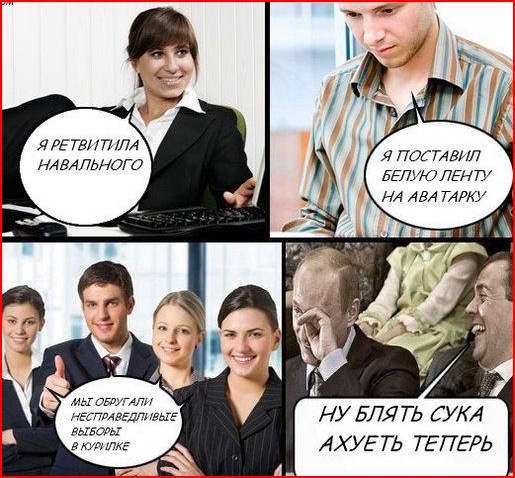 Я РЕТВИТИЛА
НАВАЛЬНОГО
Я ПОСТАВИЛ
БЕЛУЮ ЛЕНТУ
НА АВАТАРКУ
МЫ ОБРУГАЛИ
НЕСПРАВЕДЛИВЫЕ
ВЫБОРЫ
В КУРИЛКЕ
НУ БЛЯТЬ СУКА
АХУЕТЬ ТЕПЕРЬ